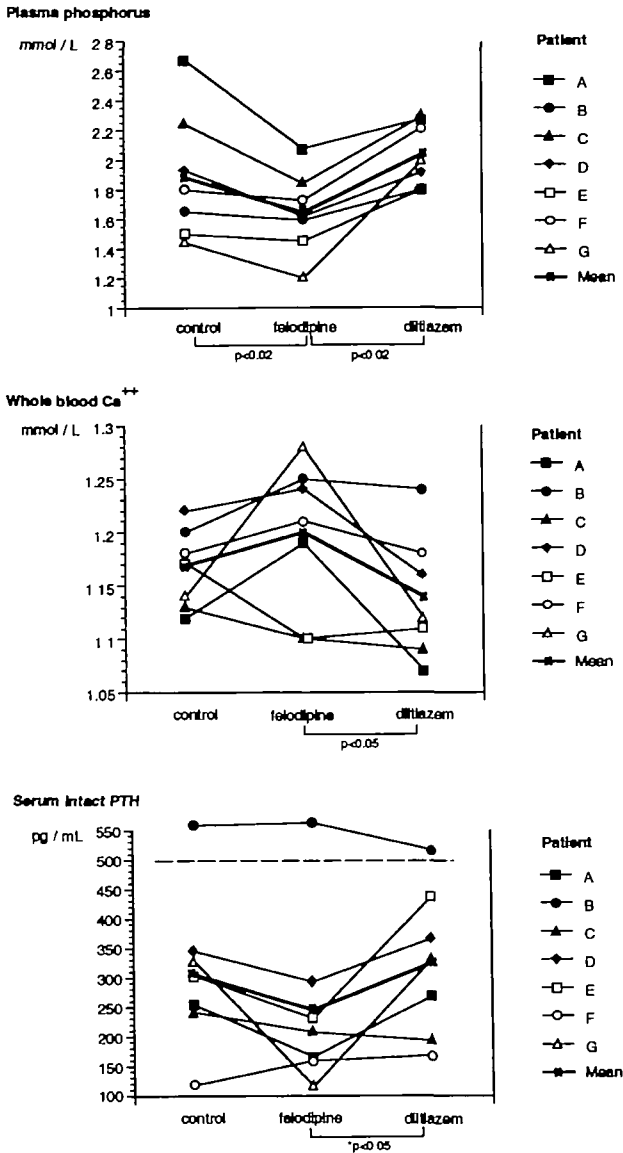 Plasma phosphorus
mmol / L
2 8
2.6
2.4
2.2
2
1.8
1.6
1.4
1.2
1
control felodipine diltiazem
p<0.02 p<0.02
Patient
A
B
C
D
E
F
G
Mean
Whole blood Ca++
mmol / L
1.3
1.25
1.2
1.15
1 1
1.05
control felodipine diltiazem
p<0.05
Patient
A
B
C
D
E
F
G
Mean
Serum intact PTH
pg / mL
550
500
450
400
350
300
250
200
150
100
control felodipine diltiazem
*p<0 05
Patient
A
B
C
D
E
F
G
Mean